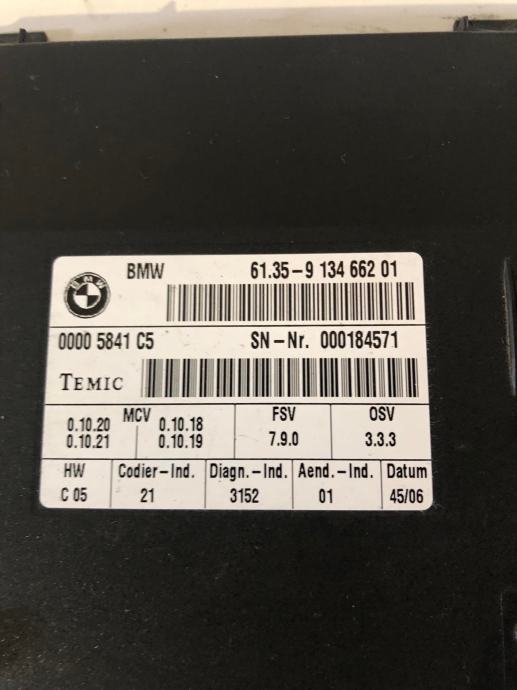 BMW 61.35-9 134 662 01
BMW
0000 5841 C5 SN-Nr. 000184571
TEMIC
MCV FSV OSV
0.10.20 0.10.18
0.10.21 0.10.19 7.9.0 3.3.3
HW Codier-Ind. Diagn.-Ind. Aend.-Ind. Datum
C 05 21 3152 01 45/06